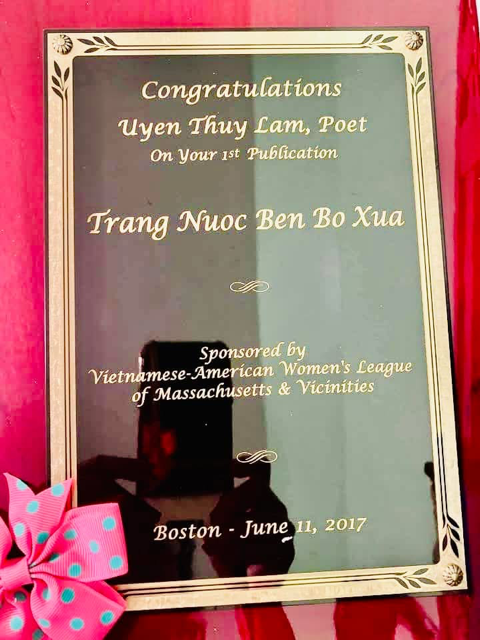 Congratulations
Uyen Thuy Lam, Poet
On Your 1st Publication
Trang Nuoc Ben Bo Xua
Sponsored by
Vietnamese-American Women's League
of Massachusetts & Vicinities
Boston - June 11, 2017